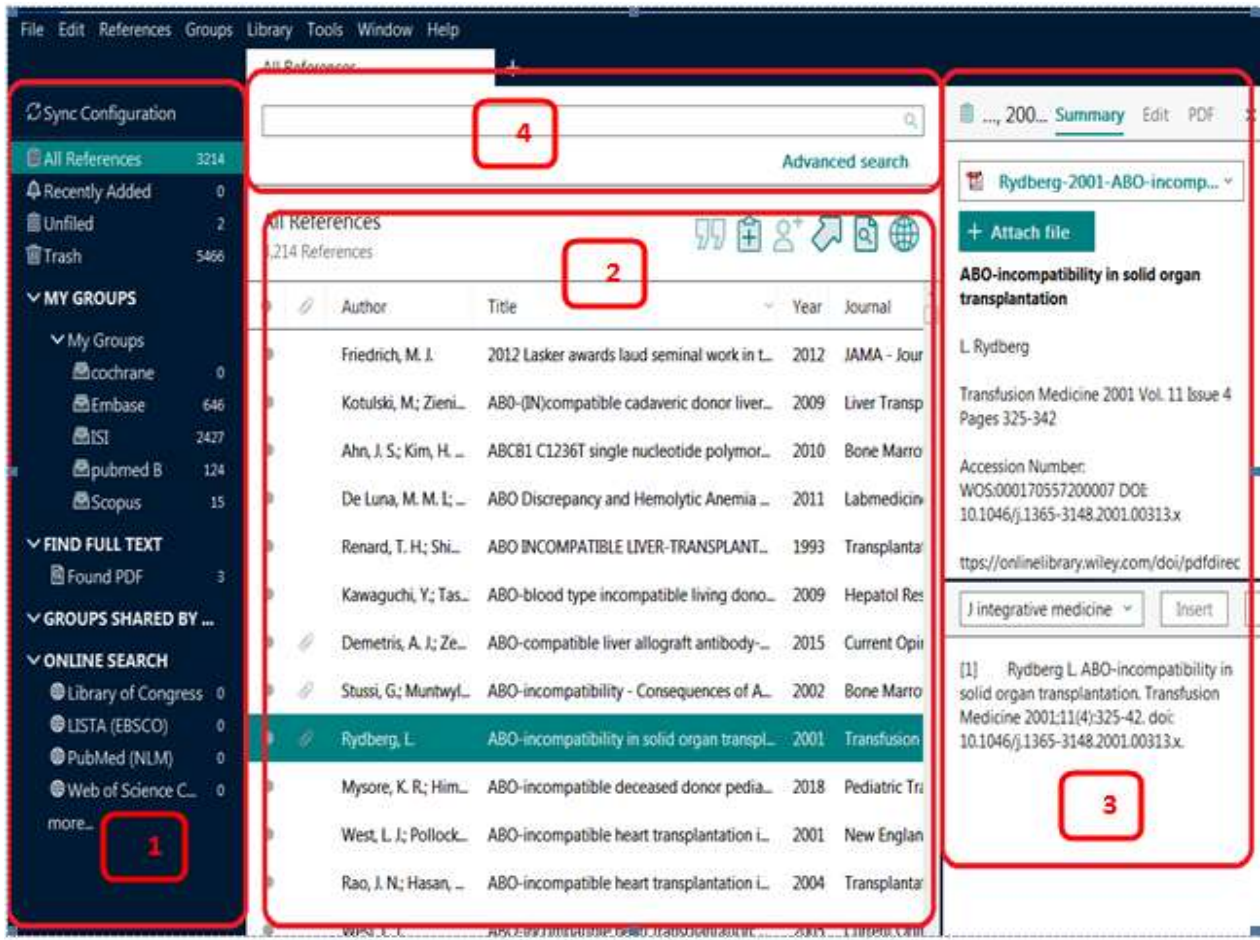 File Edit References Groups Library Tools Window Help
All References +
Sync Configuration
All References 3214
Recently Added 0
Unfiled 2
Trash 5466
MY GROUPS
My Groups
cochrane 0
Embase 646
ISI 2427
pubmed B 124
Scopus 15
FIND FULL TEXT
Found PDF 3
GROUPS SHARED BY ...
ONLINE SEARCH
Library of Congress 0
LISTA (EBSCO) 0
PubMed (NLM) 0
Web of Science C... 0
more...
1
4
Advanced search
All References
,214 References
2
Author Title Year Journal
Friedrich, M. J. 2012 Lasker awards laud seminal work in t... 2012 JAMA - Jour
Kotulski, M.; Zieni... AB0-(IN)compatible cadaveric donor liver... 2009 Liver Transp
Ahn, J. S.; Kim, H. ... ABCB1 C1236T single nucleotide polymor... 2010 Bone Marro
De Luna, M. M. L; ... ABO Discrepancy and Hemolytic Anemia ... 2011 Labmedicin
Renard, T. H.; Shi... ABO INCOMPATIBLE LIVER-TRANSPLANT... 1993 Transplanta
Kawaguchi, Y.; Tas... ABO-blood type incompatible living dono... 2009 Hepatol Res
Demetris, A. J.; Ze... ABO-compatible liver allograft antibody-... 2015 Current Opi
Stussi, G.; Muntwyl... ABO-incompatibility - Consequences of A... 2002 Bone Marro
Rydberg, L. ABO-incompatibility in solid organ transpl... 2001 Transfusion
Mysore, K. R.; Him... ABO-incompatible deceased donor pedia... 2018 Pediatric Tra
West, L. J.; Pollock... ABO-incompatible heart transplantation i... 2001 New Englan
Rao, J. N.; Hasan, ... ABO-incompatible heart transplantation i... 2004 Transplanta
..., 200... Summary Edit PDF
Rydberg-2001-ABO-incomp...
+ Attach file
ABO-incompatibility in solid organ
transplantation
L. Rydberg
Transfusion Medicine 2001 Vol. 11 Issue 4
Pages 325-342
Accession Number:
WOS:000170557200007 DOI:
10.1046/j.1365-3148.2001.00313.x
ttps://onlinelibrary.wiley.com/doi/pdfdirec
J integrative medicine Insert
[1] Rydberg L. ABO-incompatibility in
solid organ transplantation. Transfusion
Medicine 2001;11(4):325-42. doi:
10.1046/j.1365-3148.2001.00313.x.
3